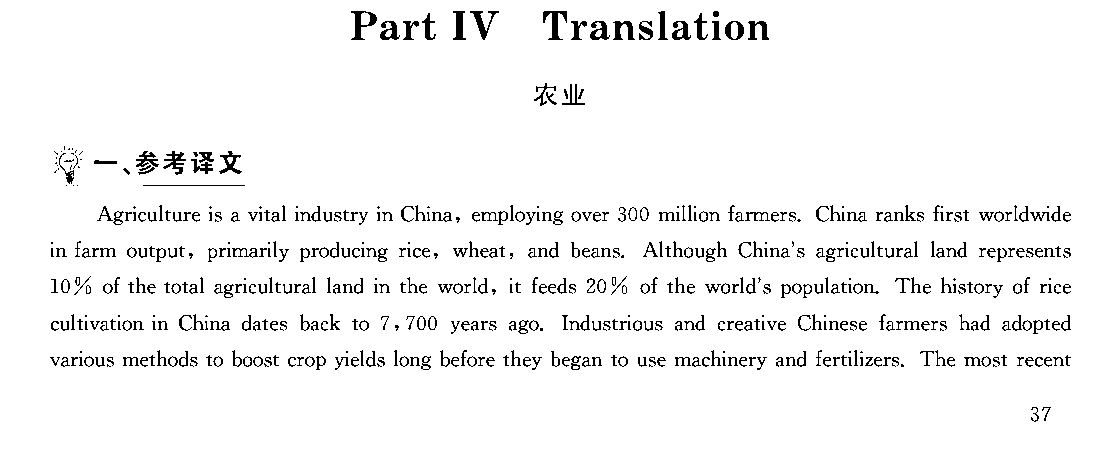 Part IV Translation
农业
一、参考译文
Agriculture is a vital industry in China, employing over 300 million farmers. China ranks first worldwide
in farm output, primarily producing rice, wheat, and beans. Although China's agricultural land represents
10% of the total agricultural land in the world, it feeds 20% of the world's population. The history of rice
cultivation in China dates back to 7,700 years ago. Industrious and creative Chinese farmers had adopted
various methods to boost crop yields long before they began to use machinery and fertilizers. The most recent
37